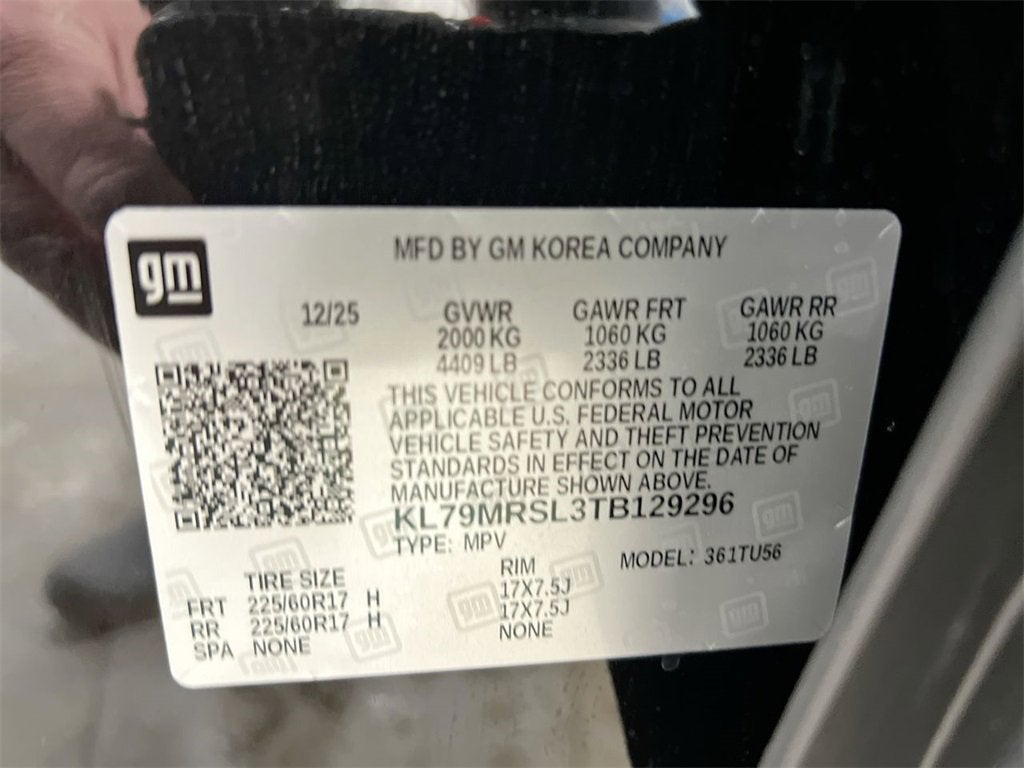 gm
MFD BY GM KOREA COMPANY
12/25 GVWR GAWR FRT GAWR RR
2000 KG 1060 KG 1060 KG
4409 LB 2336 LB 2336 LB
THIS VEHICLE CONFORMS TO ALL
APPLICABLE U.S. FEDERAL MOTOR
VEHICLE SAFETY AND THEFT PREVENTION
STANDARDS IN EFFECT ON THE DATE OF
MANUFACTURE SHOWN ABOVE.
KL79MRSL3TB129296
TYPE: MPV MODEL: 361TU56
TIRE SIZE RIM
FRT 225/60R17 H 17X7.5J
RR 225/60R17 H 17X7.5J
SPA NONE NONE